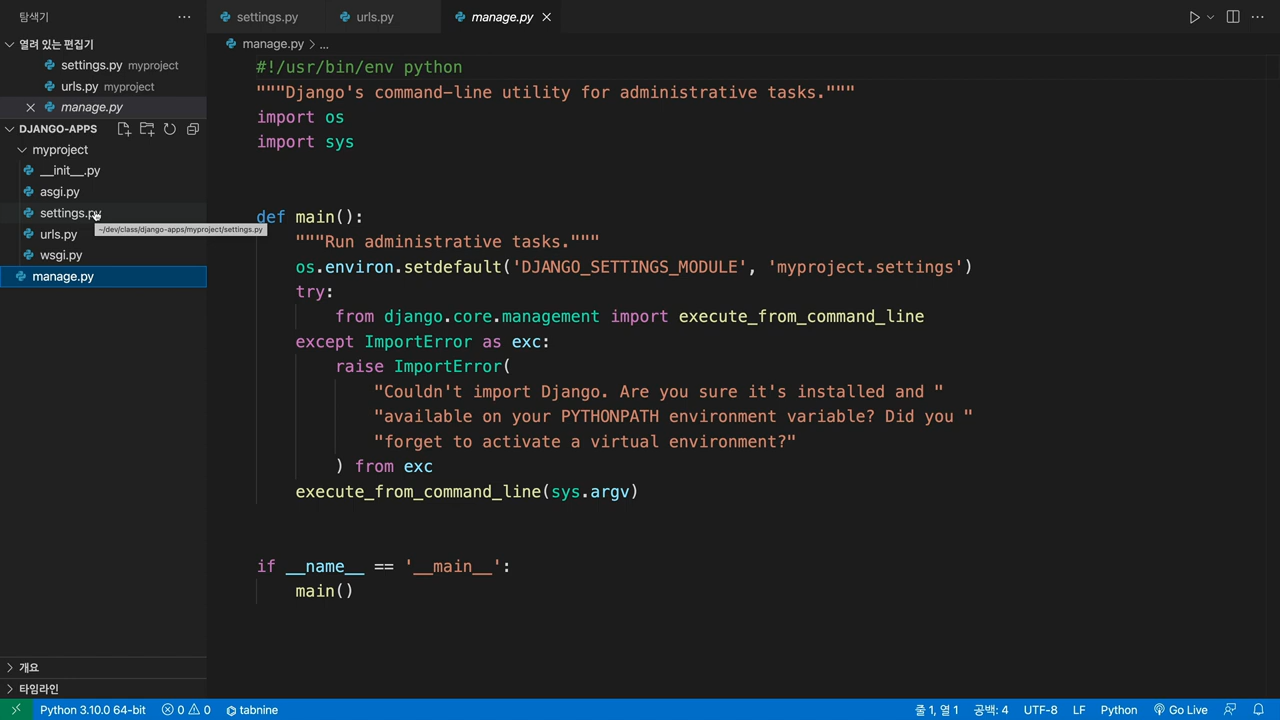 탐색기
settings.py
urls.py
manage.py
열려 있는 편집기
settings.py myproject
urls.py myproject
manage.py
DJANGO-APPS
myproject
__init__.py
asgi.py
settings.py
~/dev/class/django-apps/myproject/settings.py
urls.py
wsgi.py
manage.py
개요
타임라인
manage.py > ...
#!/usr/bin/env python
"""Django's command-line utility for administrative tasks."""
import os
import sys
def main():
"""Run administrative tasks."""
os.environ.setdefault('DJANGO_SETTINGS_MODULE', 'myproject.settings')
try:
from django.core.management import execute_from_command_line
except ImportError as exc:
raise ImportError(
"Couldn't import Django. Are you sure it's installed and "
"available on your PYTHONPATH environment variable? Did you "
"forget to activate a virtual environment?"
) from exc
execute_from_command_line(sys.argv)
if __name__ == '__main__':
main()
Python 3.10.0 64-bit 0 0 tabnine 줄 1, 열 1 공백: 4 UTF-8 LF Python Go Live